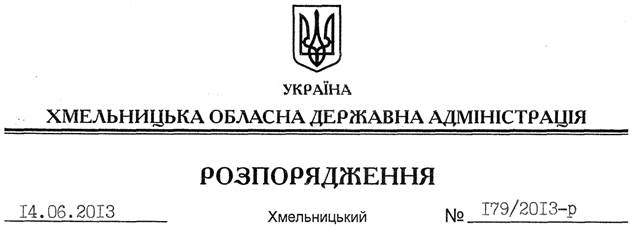 УКРАЇНА
ХМЕЛЬНИЦЬКА ОБЛАСНА ДЕРЖАВНА АДМІНІСТРАЦІЯ
РОЗПОРЯДЖЕННЯ
14.06.2013 Хмельницький № 179/2013-р